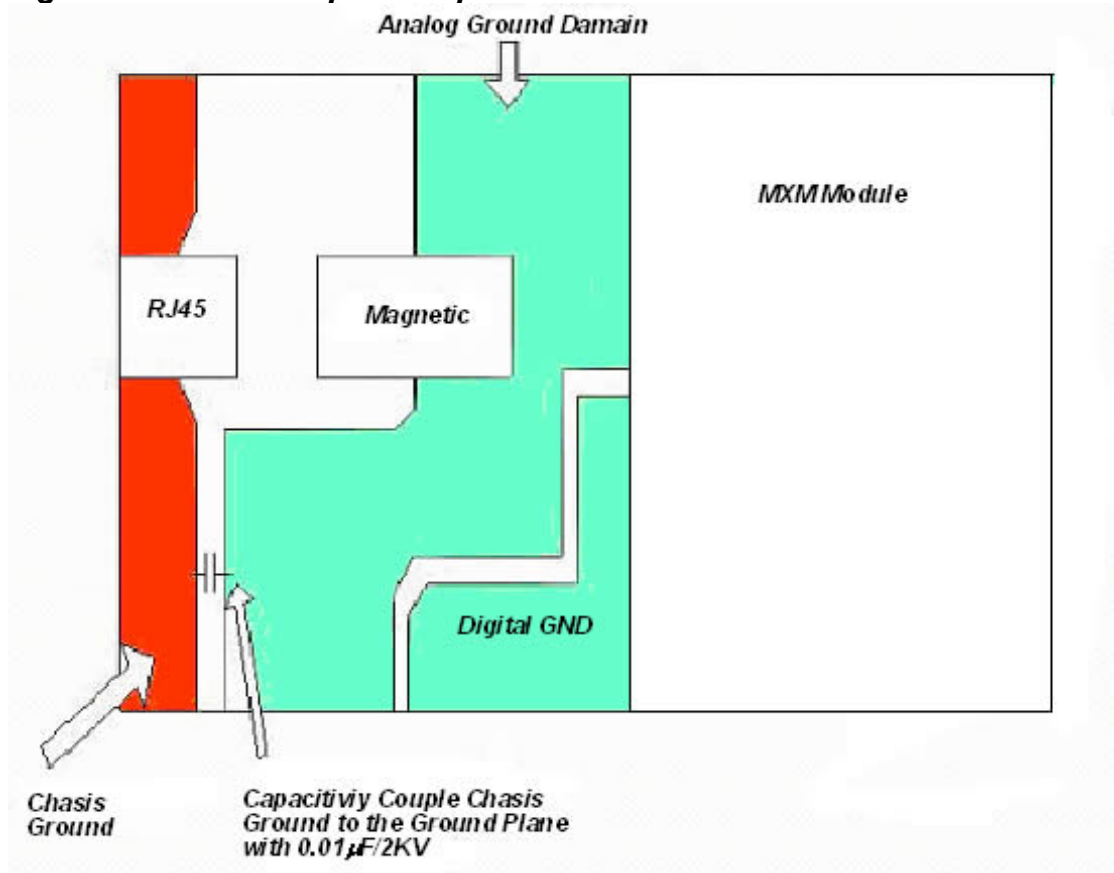 Analog Ground Damain
MXM Module
RJ45
Magnetic
Digital GND
Chasis
Ground
Capacitiviy Couple Chasis
Ground to the Ground Plane
with 0.01µF/2KV